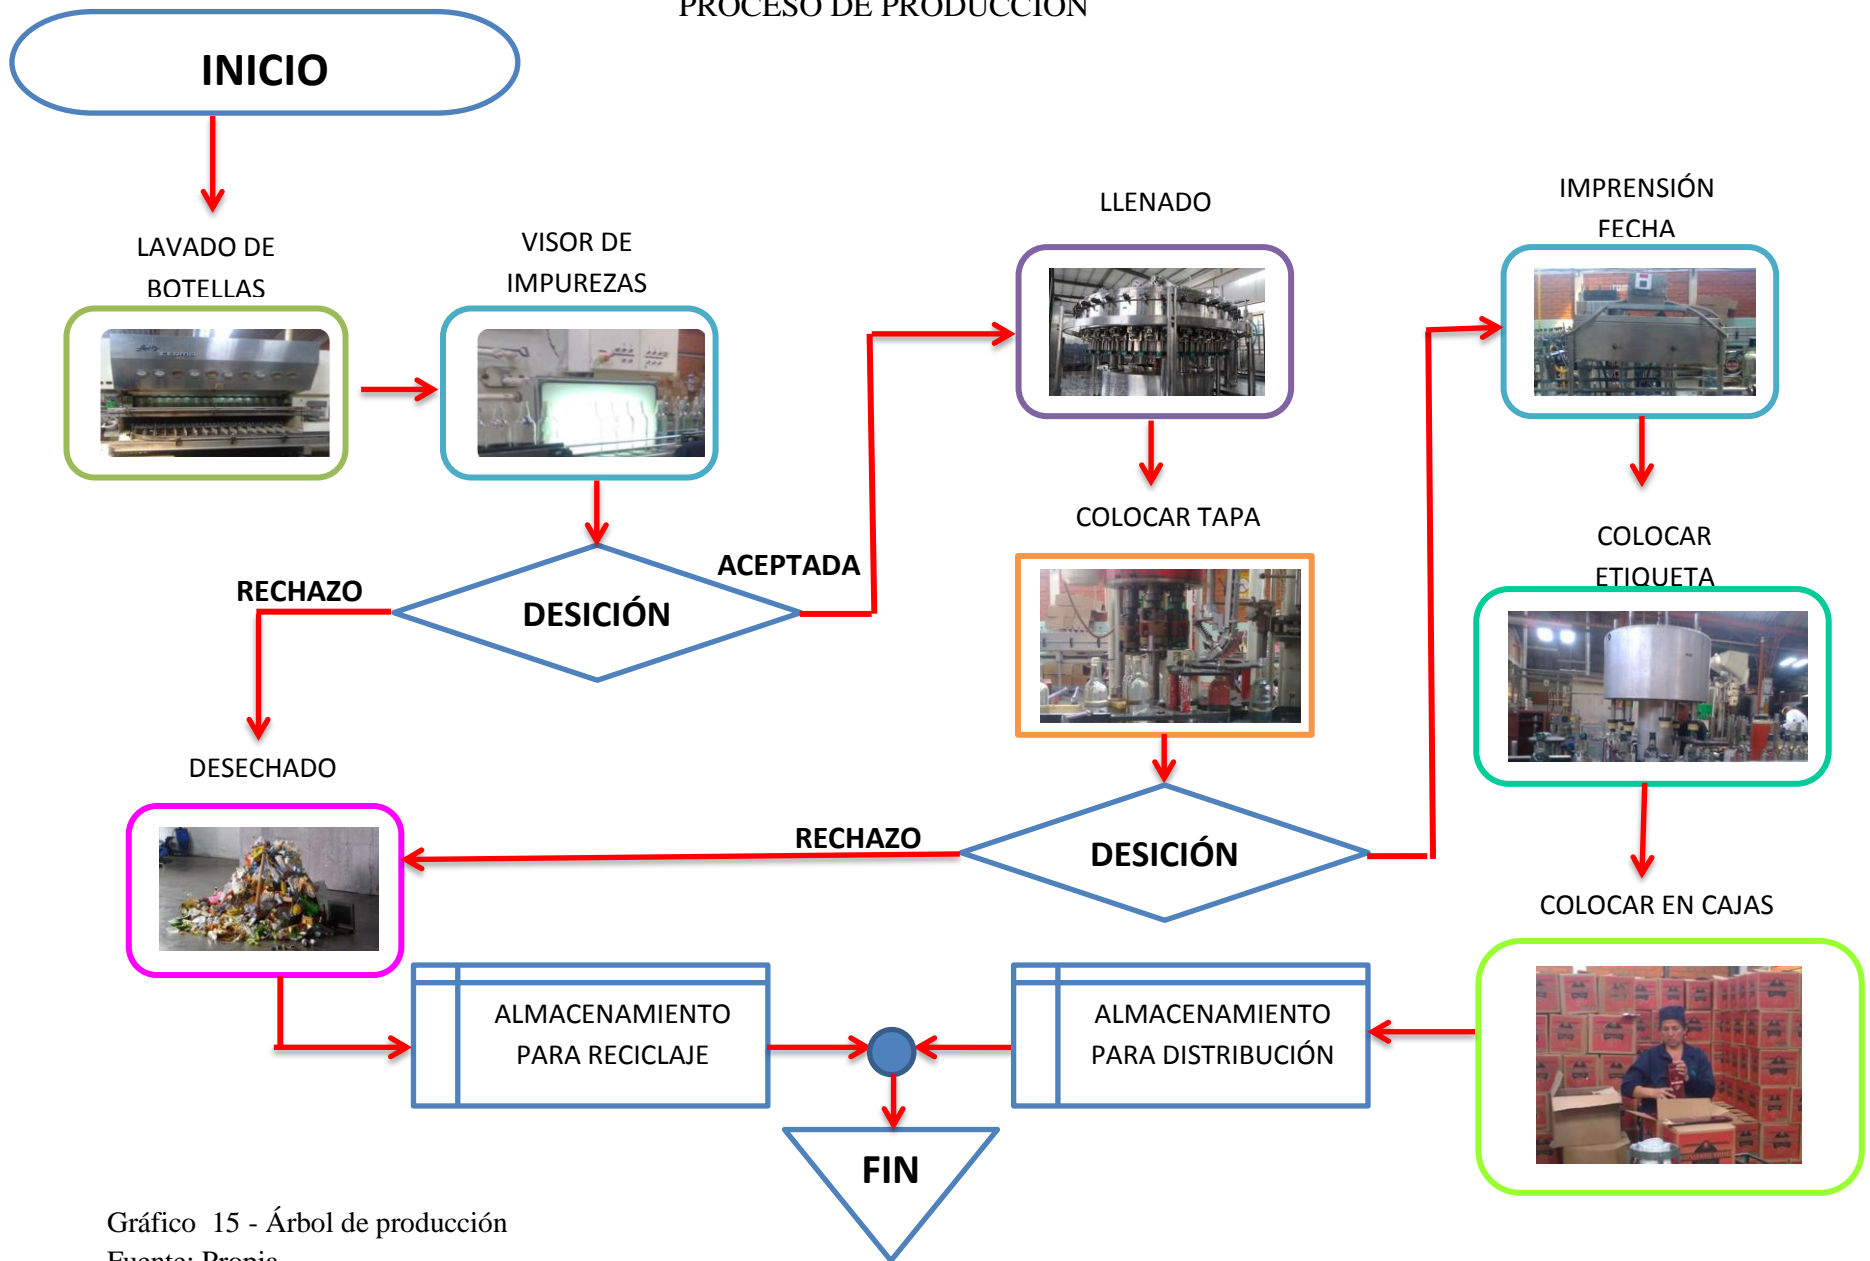 PROCESO DE PRODUCCIÓN
INICIO
LAVADO DE
BOTELLAS
VISOR DE
IMPUREZAS
LLENADO
IMPRENSIÓN
FECHA
COLOCAR TAPA
COLOCAR
ETIQUETA
RECHAZO
ACEPTADA
DESICIÓN
DESECHADO
RECHAZO
DESICIÓN
COLOCAR EN CAJAS
ALMACENAMIENTO
PARA RECICLAJE
ALMACENAMIENTO
PARA DISTRIBUCIÓN
FIN
Gráfico 15 - Árbol de producción
Fuente: Propia